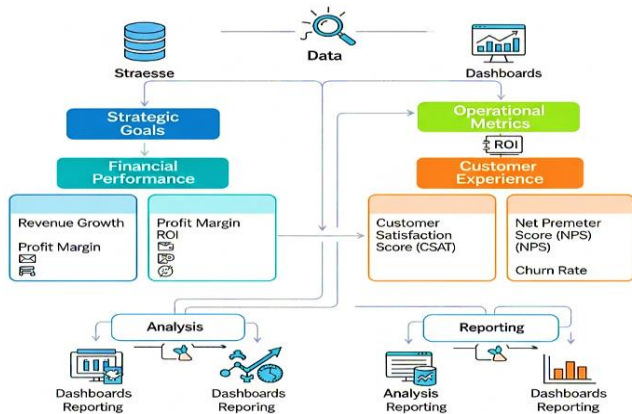 Data
Straesse
Dashboards
Strategic
Goals
Operational
Metrics
ROI
Financial
Performance
Customer
Experience
Revenue Growth
Profit Margin
Profit Margin
ROI
Customer
Satisfaction
Score (CSAT)
Net Premeter
Score (NPS)
(NPS)
Churn Rate
Analysis
Reporting
Dashboards
Reporting
Dashboards
Reporing
Analysis
Reporting
Dashboards
Reporting